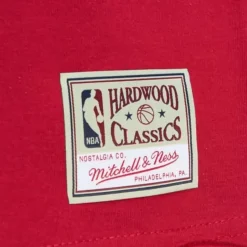 HARDWOOD
NBA
CLASSICS
NOSTALGIA CO.
Mitchell & Ness
PHILADELPHIA, PA.